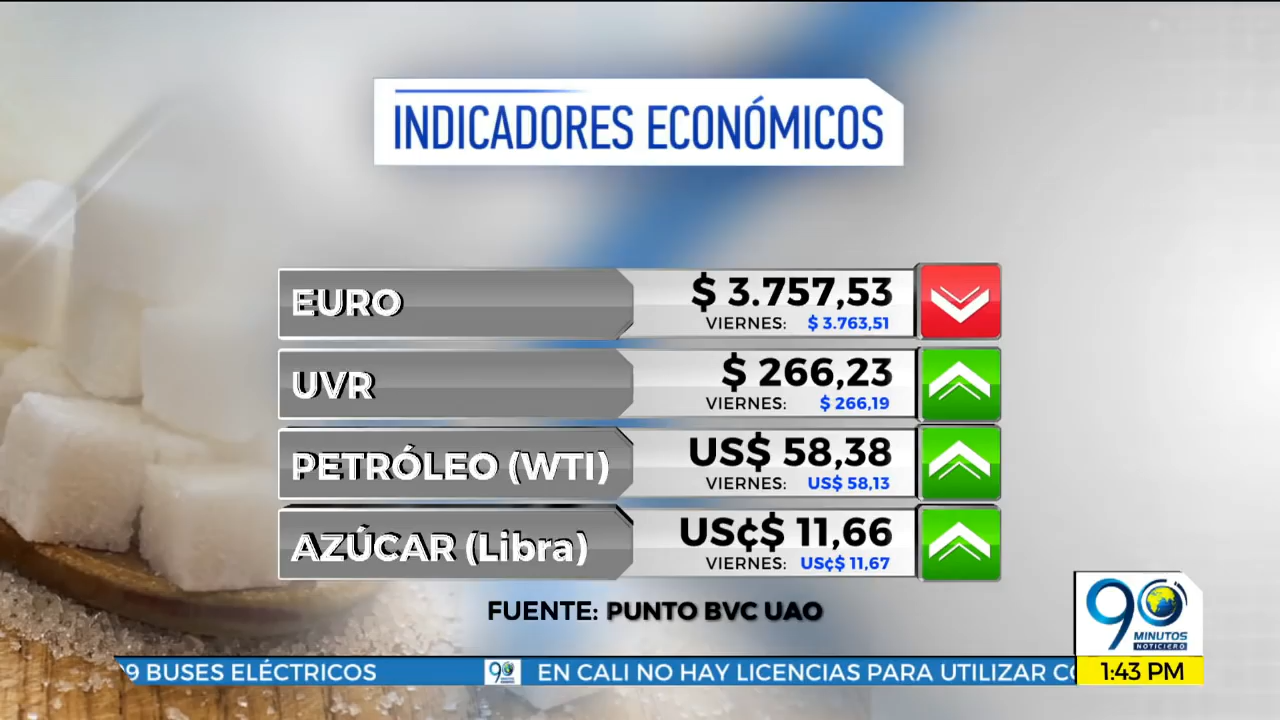 INDICADORES ECONÓMICOS
EURO
$ 3.757,53
VIERNES: $ 3.763,51
UVR
$ 266,23
VIERNES: $ 266,19
PETRÓLEO (WTI)
US$ 58,38
VIERNES: US$ 58,13
AZÚCAR (Libra)
US¢$ 11,66
VIERNES: US¢$ 11,67
FUENTE: PUNTO BVC UAO
90
MINUTOS
NOTICIERO
9 BUSES ELÉCTRICOS 90 EN CALI NO HAY LICENCIAS PARA UTILIZAR
1:43 PM